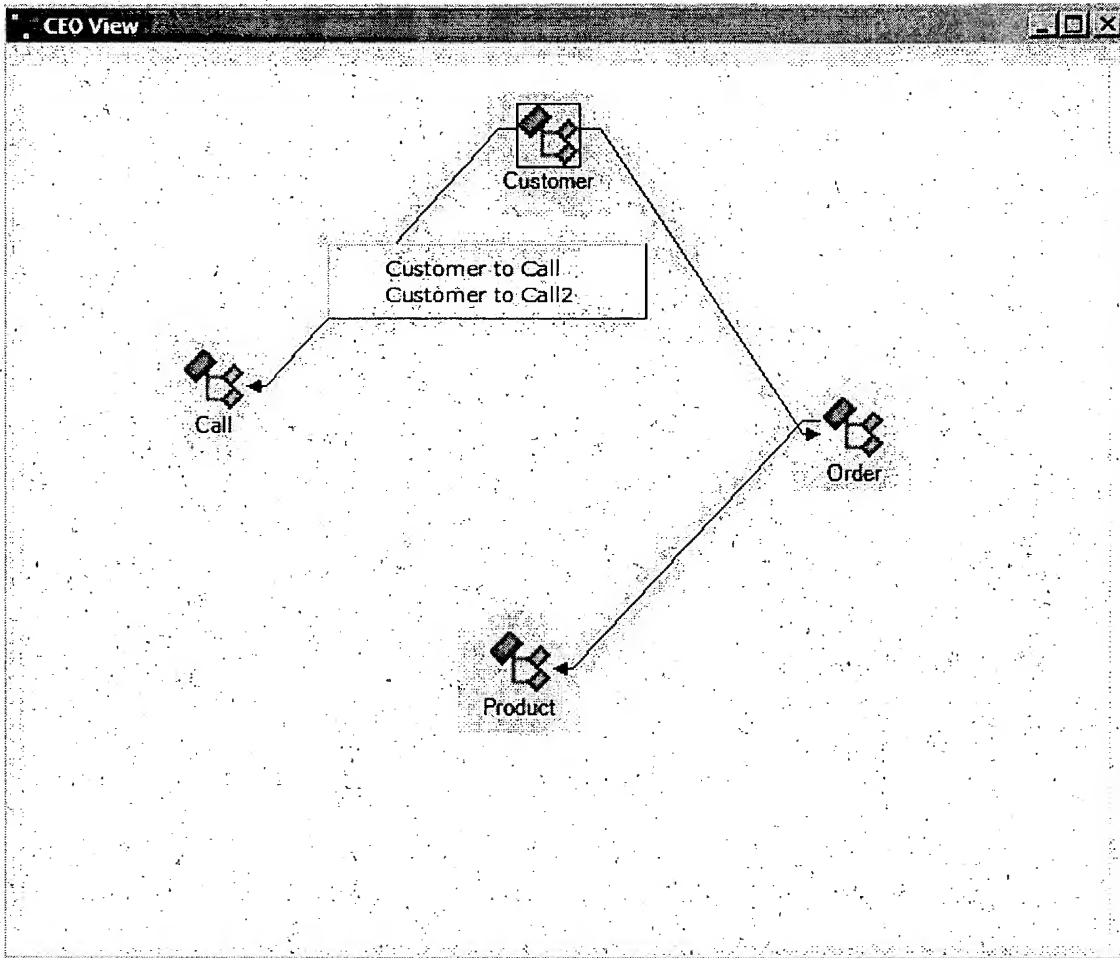 CEO View
Customer
Customer to Call
Customer to Call2
Call
Order
Product